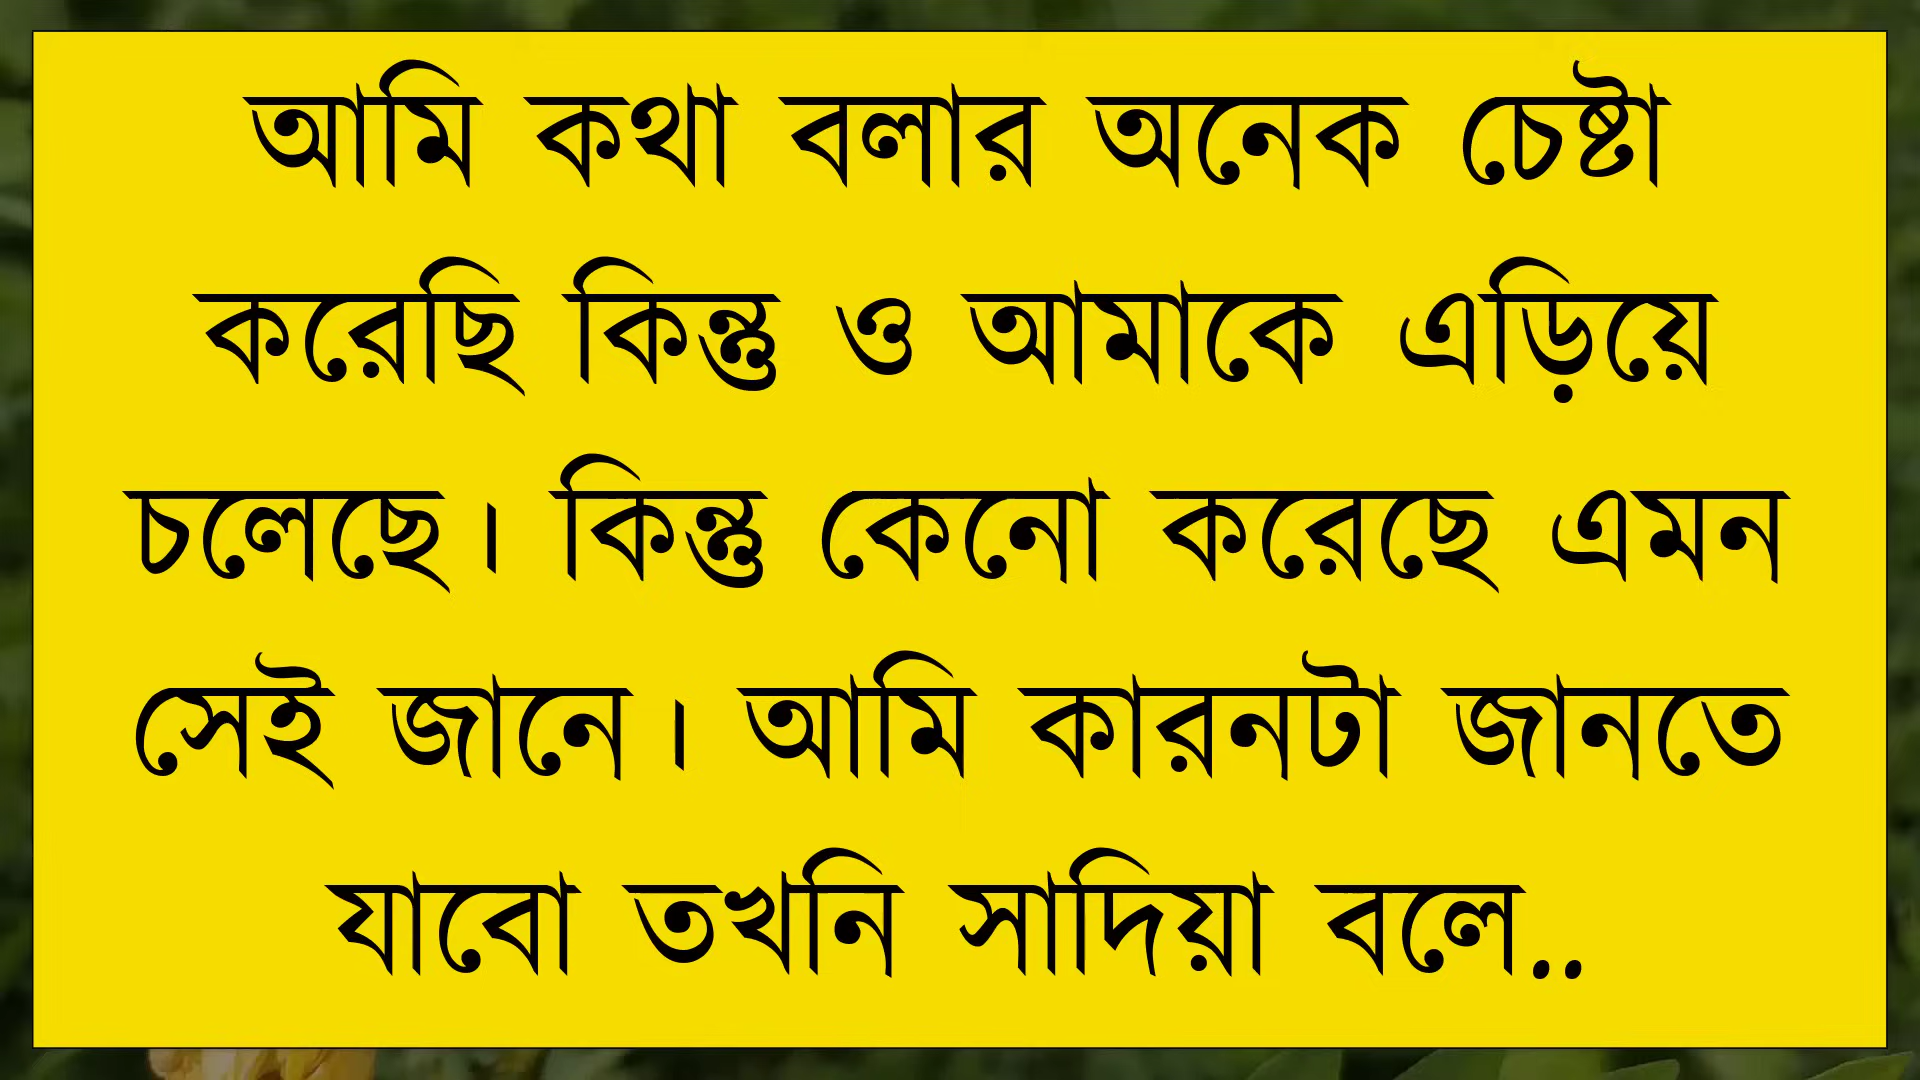 আমি কথা বলার অনেক চেষ্টা
করেছি কিন্তু ও আমাকে এড়িয়ে
চলেছে। কিন্তু কেনো করেছে এমন
সেই জানে। আমি কারনটা জানতে
যাবো তখনি সাদিয়া বলে..